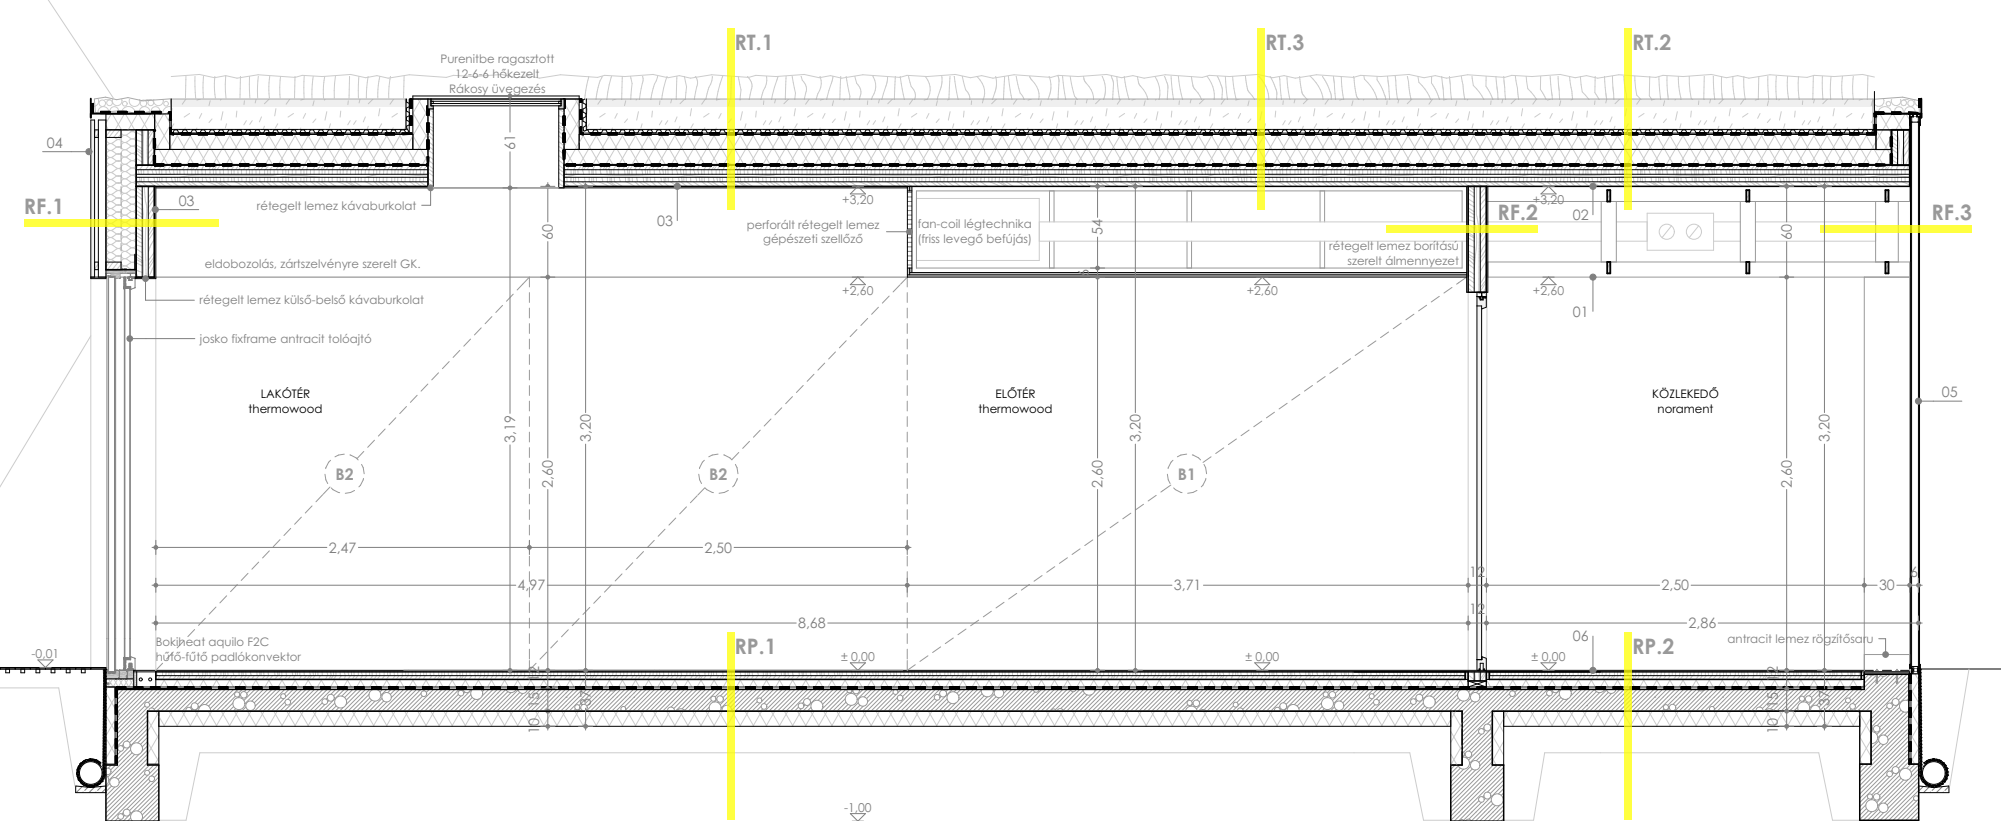 RT.1
RT.3
RT.2
Purenitbe ragasztott
12-6-6 hőkezelt
Rákosy üvegezés
61
04
03
RF.1
rétegelt lemez kávaburkolat
03
60
+3,20
perforált rétegelt lemez
gépészeti szellőző
fan-coil légtechnika
(friss levegő befújás)
54
rétegelt lemez borítású
szerelt álmennyezet
RF.2
+3,20
02
60
RF.3
eldobozolás, zártszelvényre szerelt GK.
rétegelt lemez külső-belső kávaburkolat
+2,60
+2,60
+2,60
01
josko fixframe antracit tolóajtó
LAKÓTÉR
thermowood
ELŐTÉR
thermowood
KÖZLEKEDŐ
norament
05
3,19
3,20
3,20
3,20
B2
B2
B1
2,60
2,60
2,60
2,47
2,50
4,97
3,71
12
2,50
30
6
8,68
12
2,86
Bokiheat aquilo F2C
hűtő-fűtő padlókonvektor
RP.1
06
RP.2
antracit lemez rögzítősaru
-0,01
± 0,00
± 0,00
± 0,00
12
15
10
37
12
15
10
37
-1,00